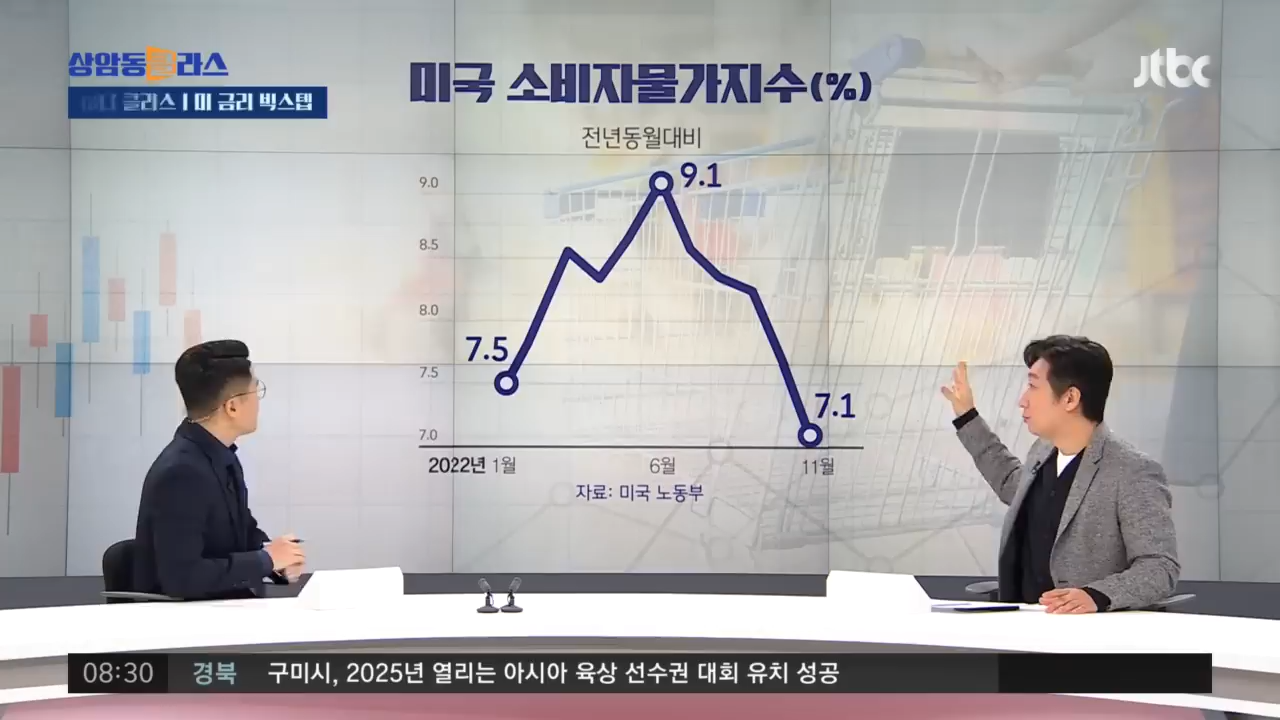 상암동클라스
클라스 | 미 금리 빅스텝
jtbc
미국 소비자물가지수(%)
전년동월대비
9.0
8.5
8.0
7.5
7.0
7.5
9.1
7.1
2022년 1월 6월 11월
자료: 미국 노동부
08:30 경북 구미시, 2025년 열리는 아시아 육상 선수권 대회 유치 성공